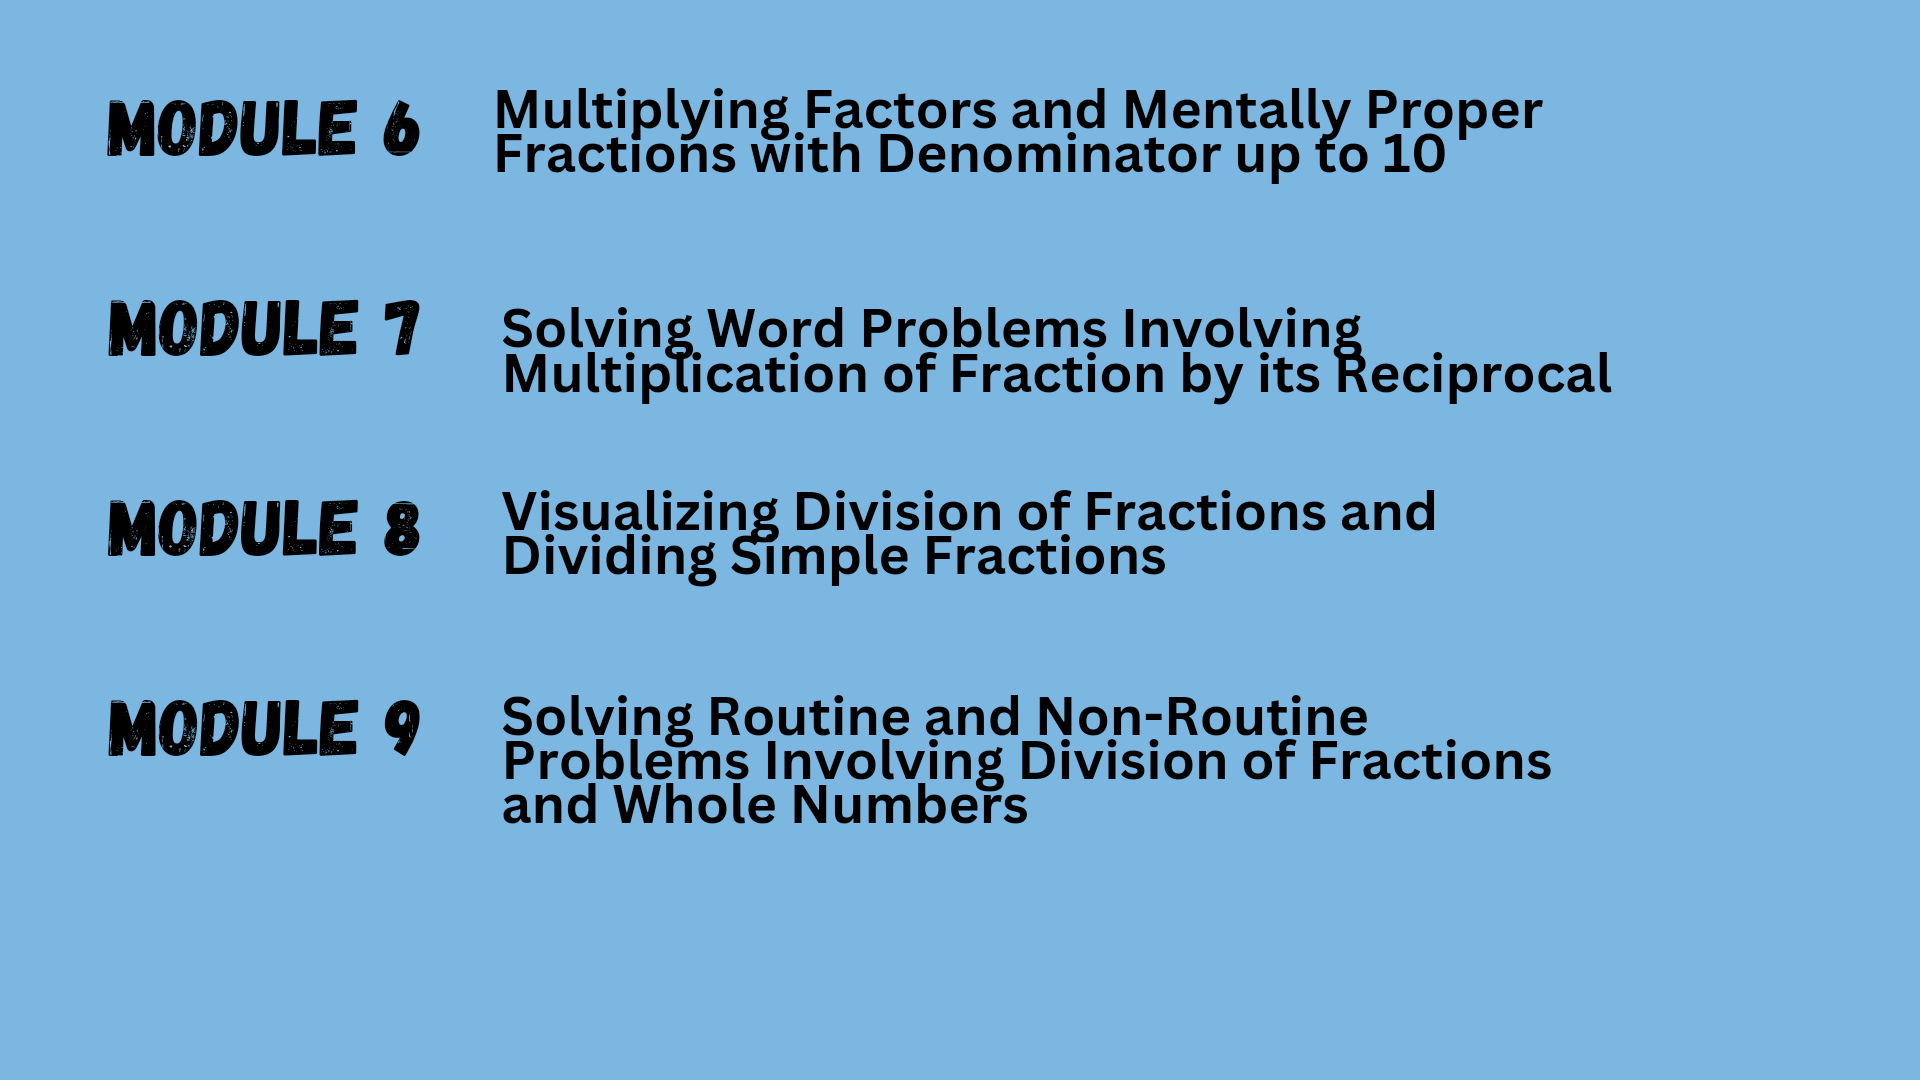 MODULE 6
Multiplying Factors and Mentally Proper
Fractions with Denominator up to 10
MODULE 7
Solving Word Problems Involving
Multiplication of Fraction by its Reciprocal
MODULE 8
Visualizing Division of Fractions and
Dividing Simple Fractions
MODULE 9
Solving Routine and Non-Routine
Problems Involving Division of Fractions
and Whole Numbers